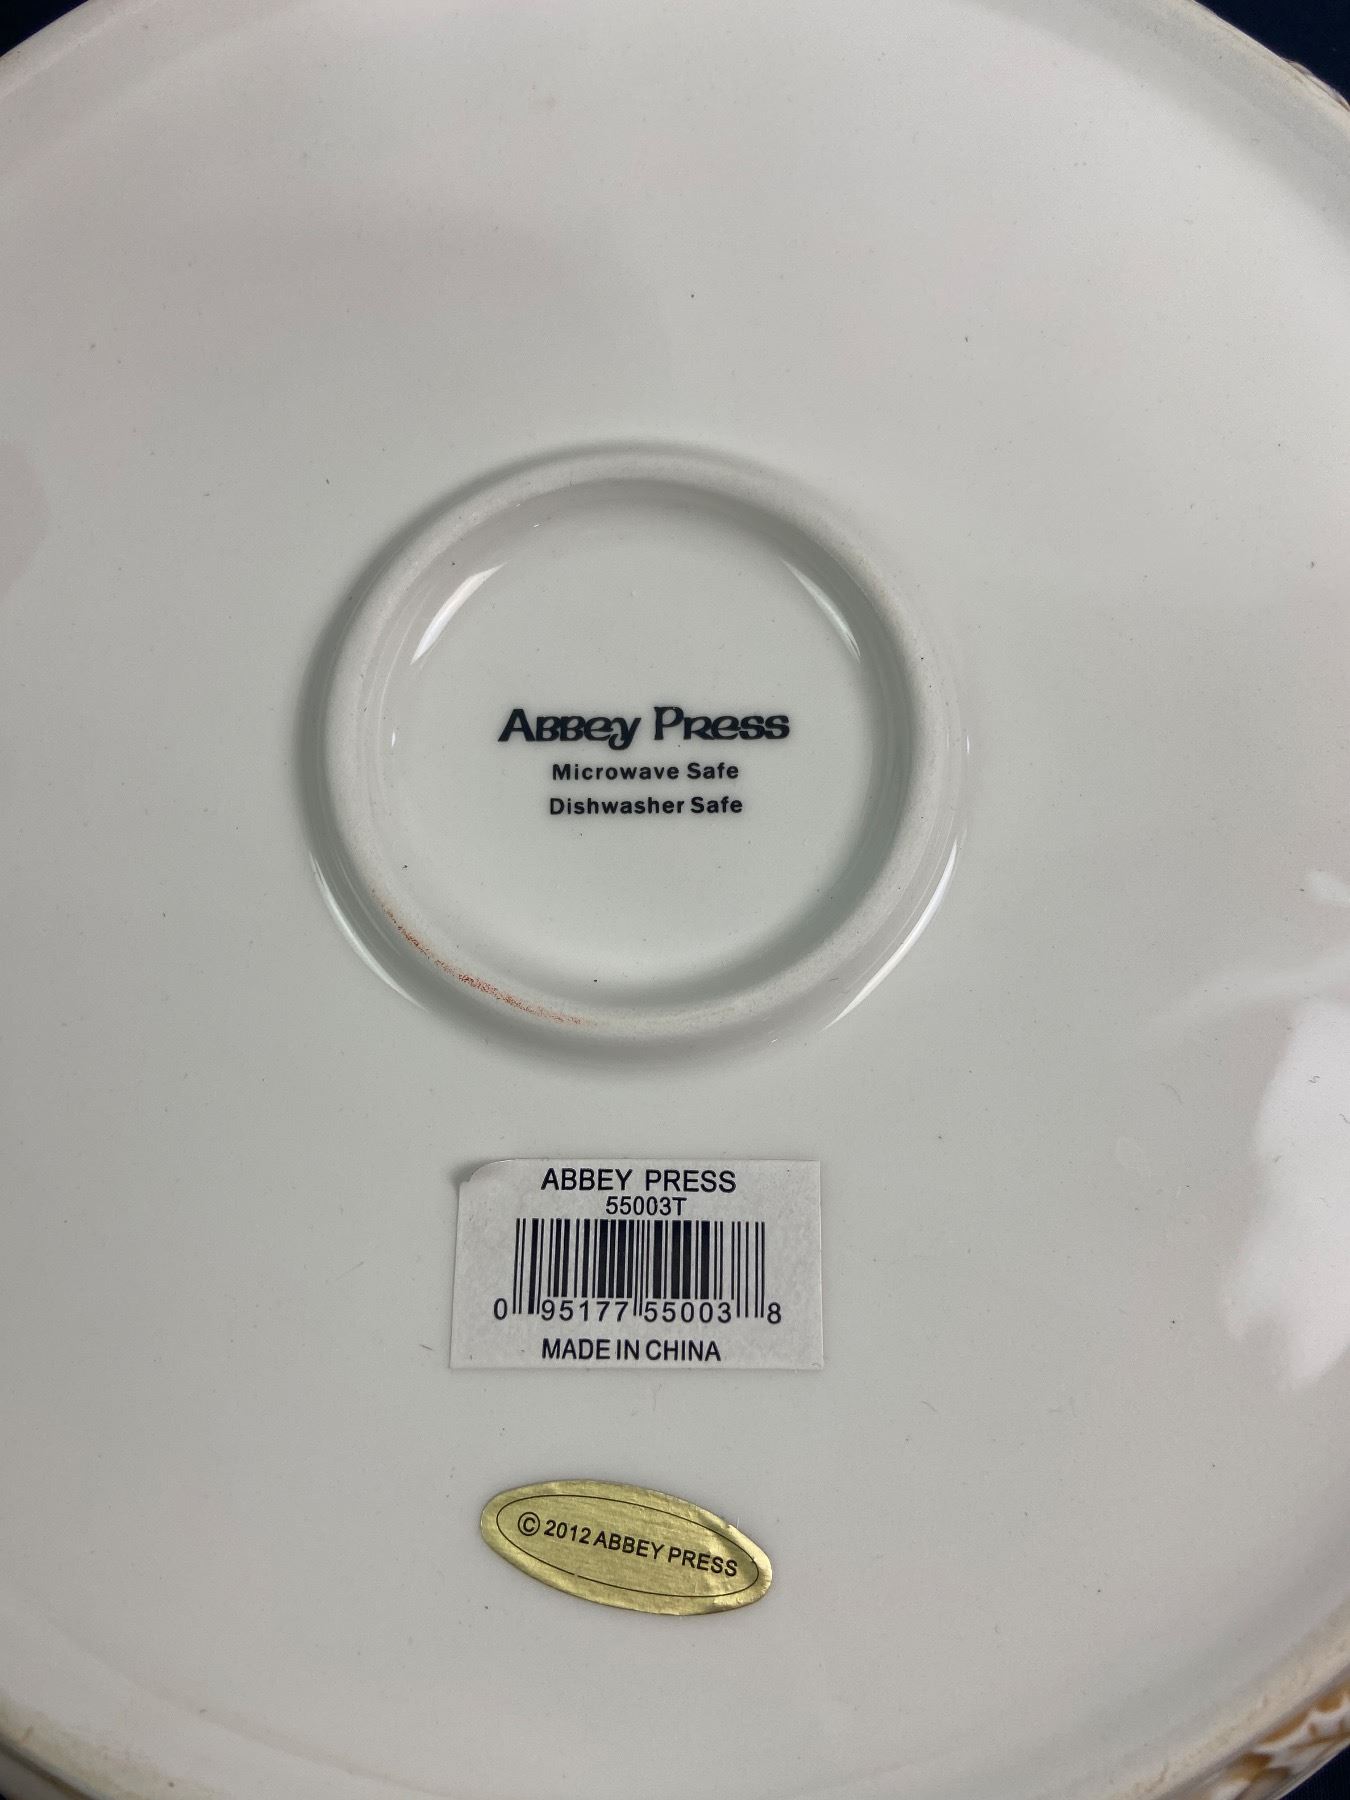 Abbey Press
Microwave Safe
Dishwasher Safe
ABBEY PRESS
55003T
0 95177 55003 8
MADE IN CHINA
© 2012 ABBEY PRESS